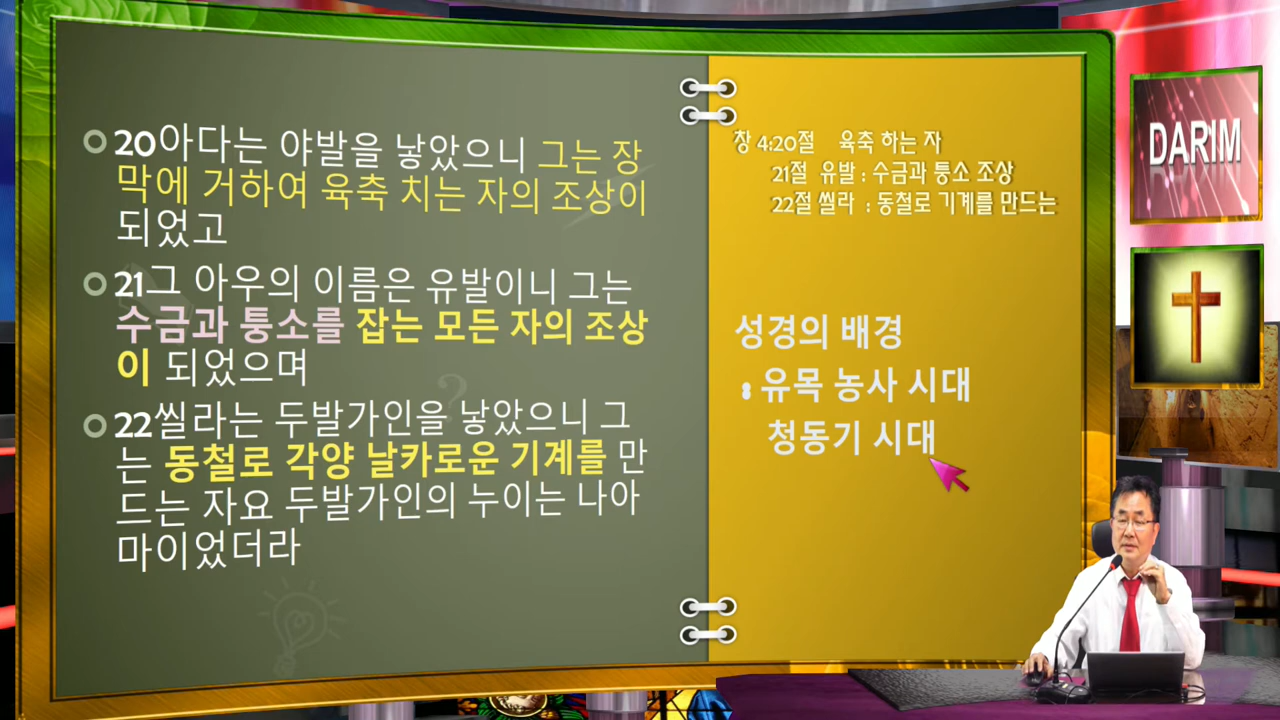 20아다는 야발을 낳았으니 그는 장
막에 거하여 육축 치는 자의 조상이
되었고
21그 아우의 이름은 유발이니 그는
수금과 퉁소를 잡는 모든 자의 조상
이 되었으며
22씰라는 두발가인을 낳았으니 그
는 동철로 각양 날카로운 기계를 만
드는 자요 두발가인의 누이는 나아
마이었더라
창 4:20절 육축 하는 자
21절 유발 : 수금과 퉁소 조상
22절 씰라 : 동철로 기계를 만드는
성경의 배경
: 유목 농사 시대
청동기 시대
DARIM